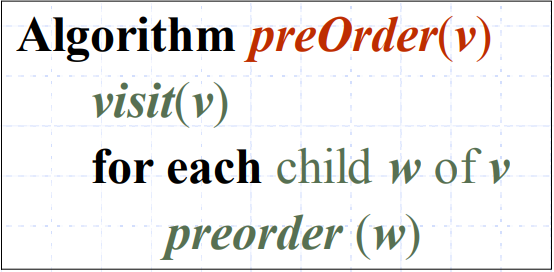 Algorithm preOrder(v)
visit(v)
for each child w of v
preorder (w)